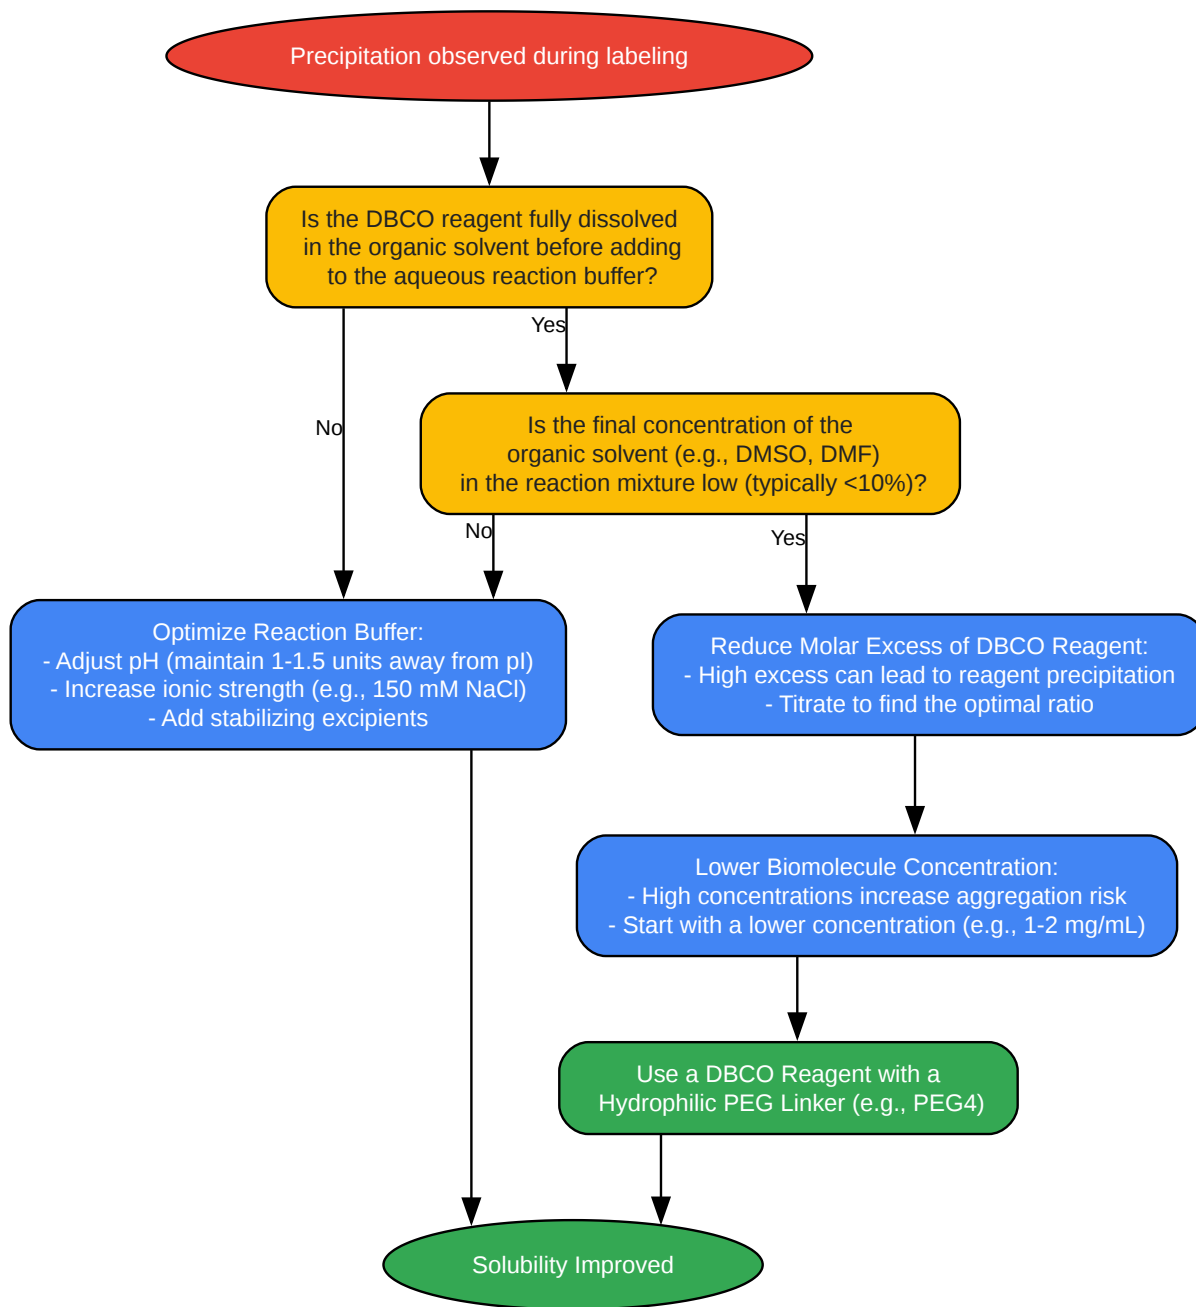 Precipitation observed during labeling
Is the DBCO reagent fully dissolved
in the organic solvent before adding
to the aqueous reaction buffer?
Yes
No
Is the final concentration of the
organic solvent (e.g., DMSO, DMF)
in the reaction mixture low (typically <10%)?
No
Yes
Optimize Reaction Buffer:
- Adjust pH (maintain 1-1.5 units away from pI)
- Increase ionic strength (e.g., 150 mM NaCl)
- Add stabilizing excipients
Reduce Molar Excess of DBCO Reagent:
- High excess can lead to reagent precipitation
- Titrate to find the optimal ratio
Lower Biomolecule Concentration:
- High concentrations increase aggregation risk
- Start with a lower concentration (e.g., 1-2 mg/mL)
Use a DBCO Reagent with a
Hydrophilic PEG Linker (e.g., PEG4)
Solubility Improved